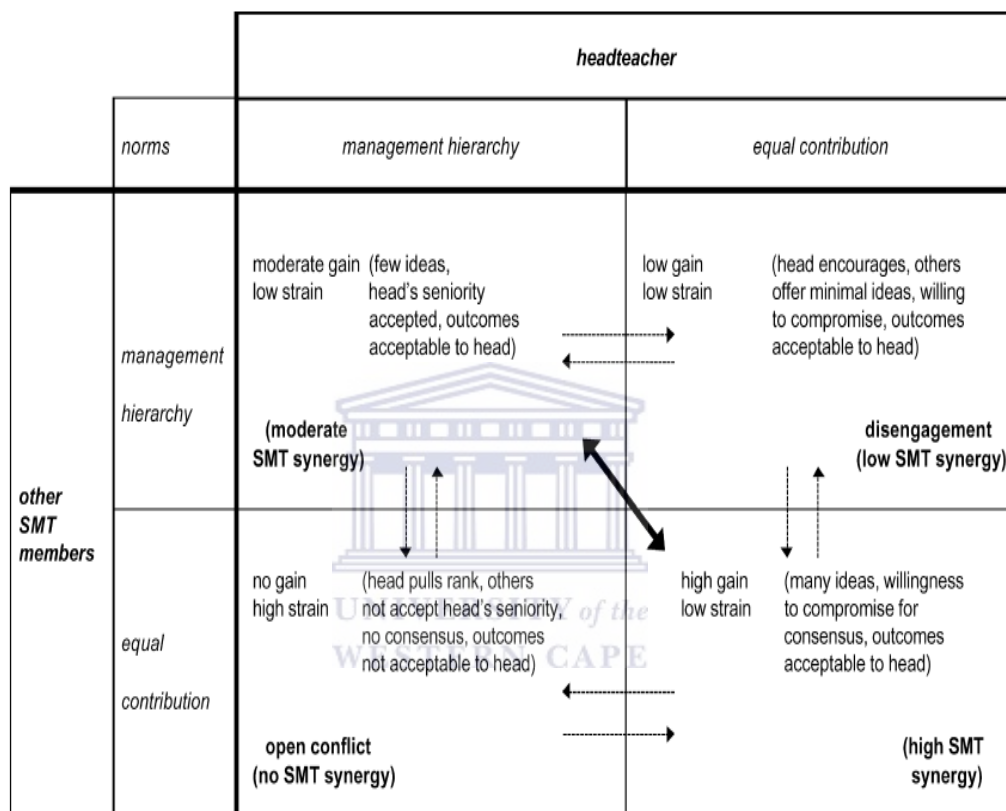 headteacher
norms
management hierarchy
equal contribution
other
SMT
members
management
hierarchy
moderate gain
low strain
(few ideas,
head's seniority
accepted, outcomes
acceptable to head)
(moderate
SMT synergy)
low gain
low strain
(head encourages, others
offer minimal ideas, willing
to compromise, outcomes
acceptable to head)
disengagement
(low SMT synergy)
equal
contribution
no gain
high strain
(head pulls rank, others
not accept head's seniority,
no consensus, outcomes
not acceptable to head)
open conflict
(no SMT synergy)
high gain
low strain
(many ideas, willingness
to compromise for
consensus, outcomes
acceptable to head)
(high SMT
synergy)
UNIVERSITY of the
WESTERN CAPE